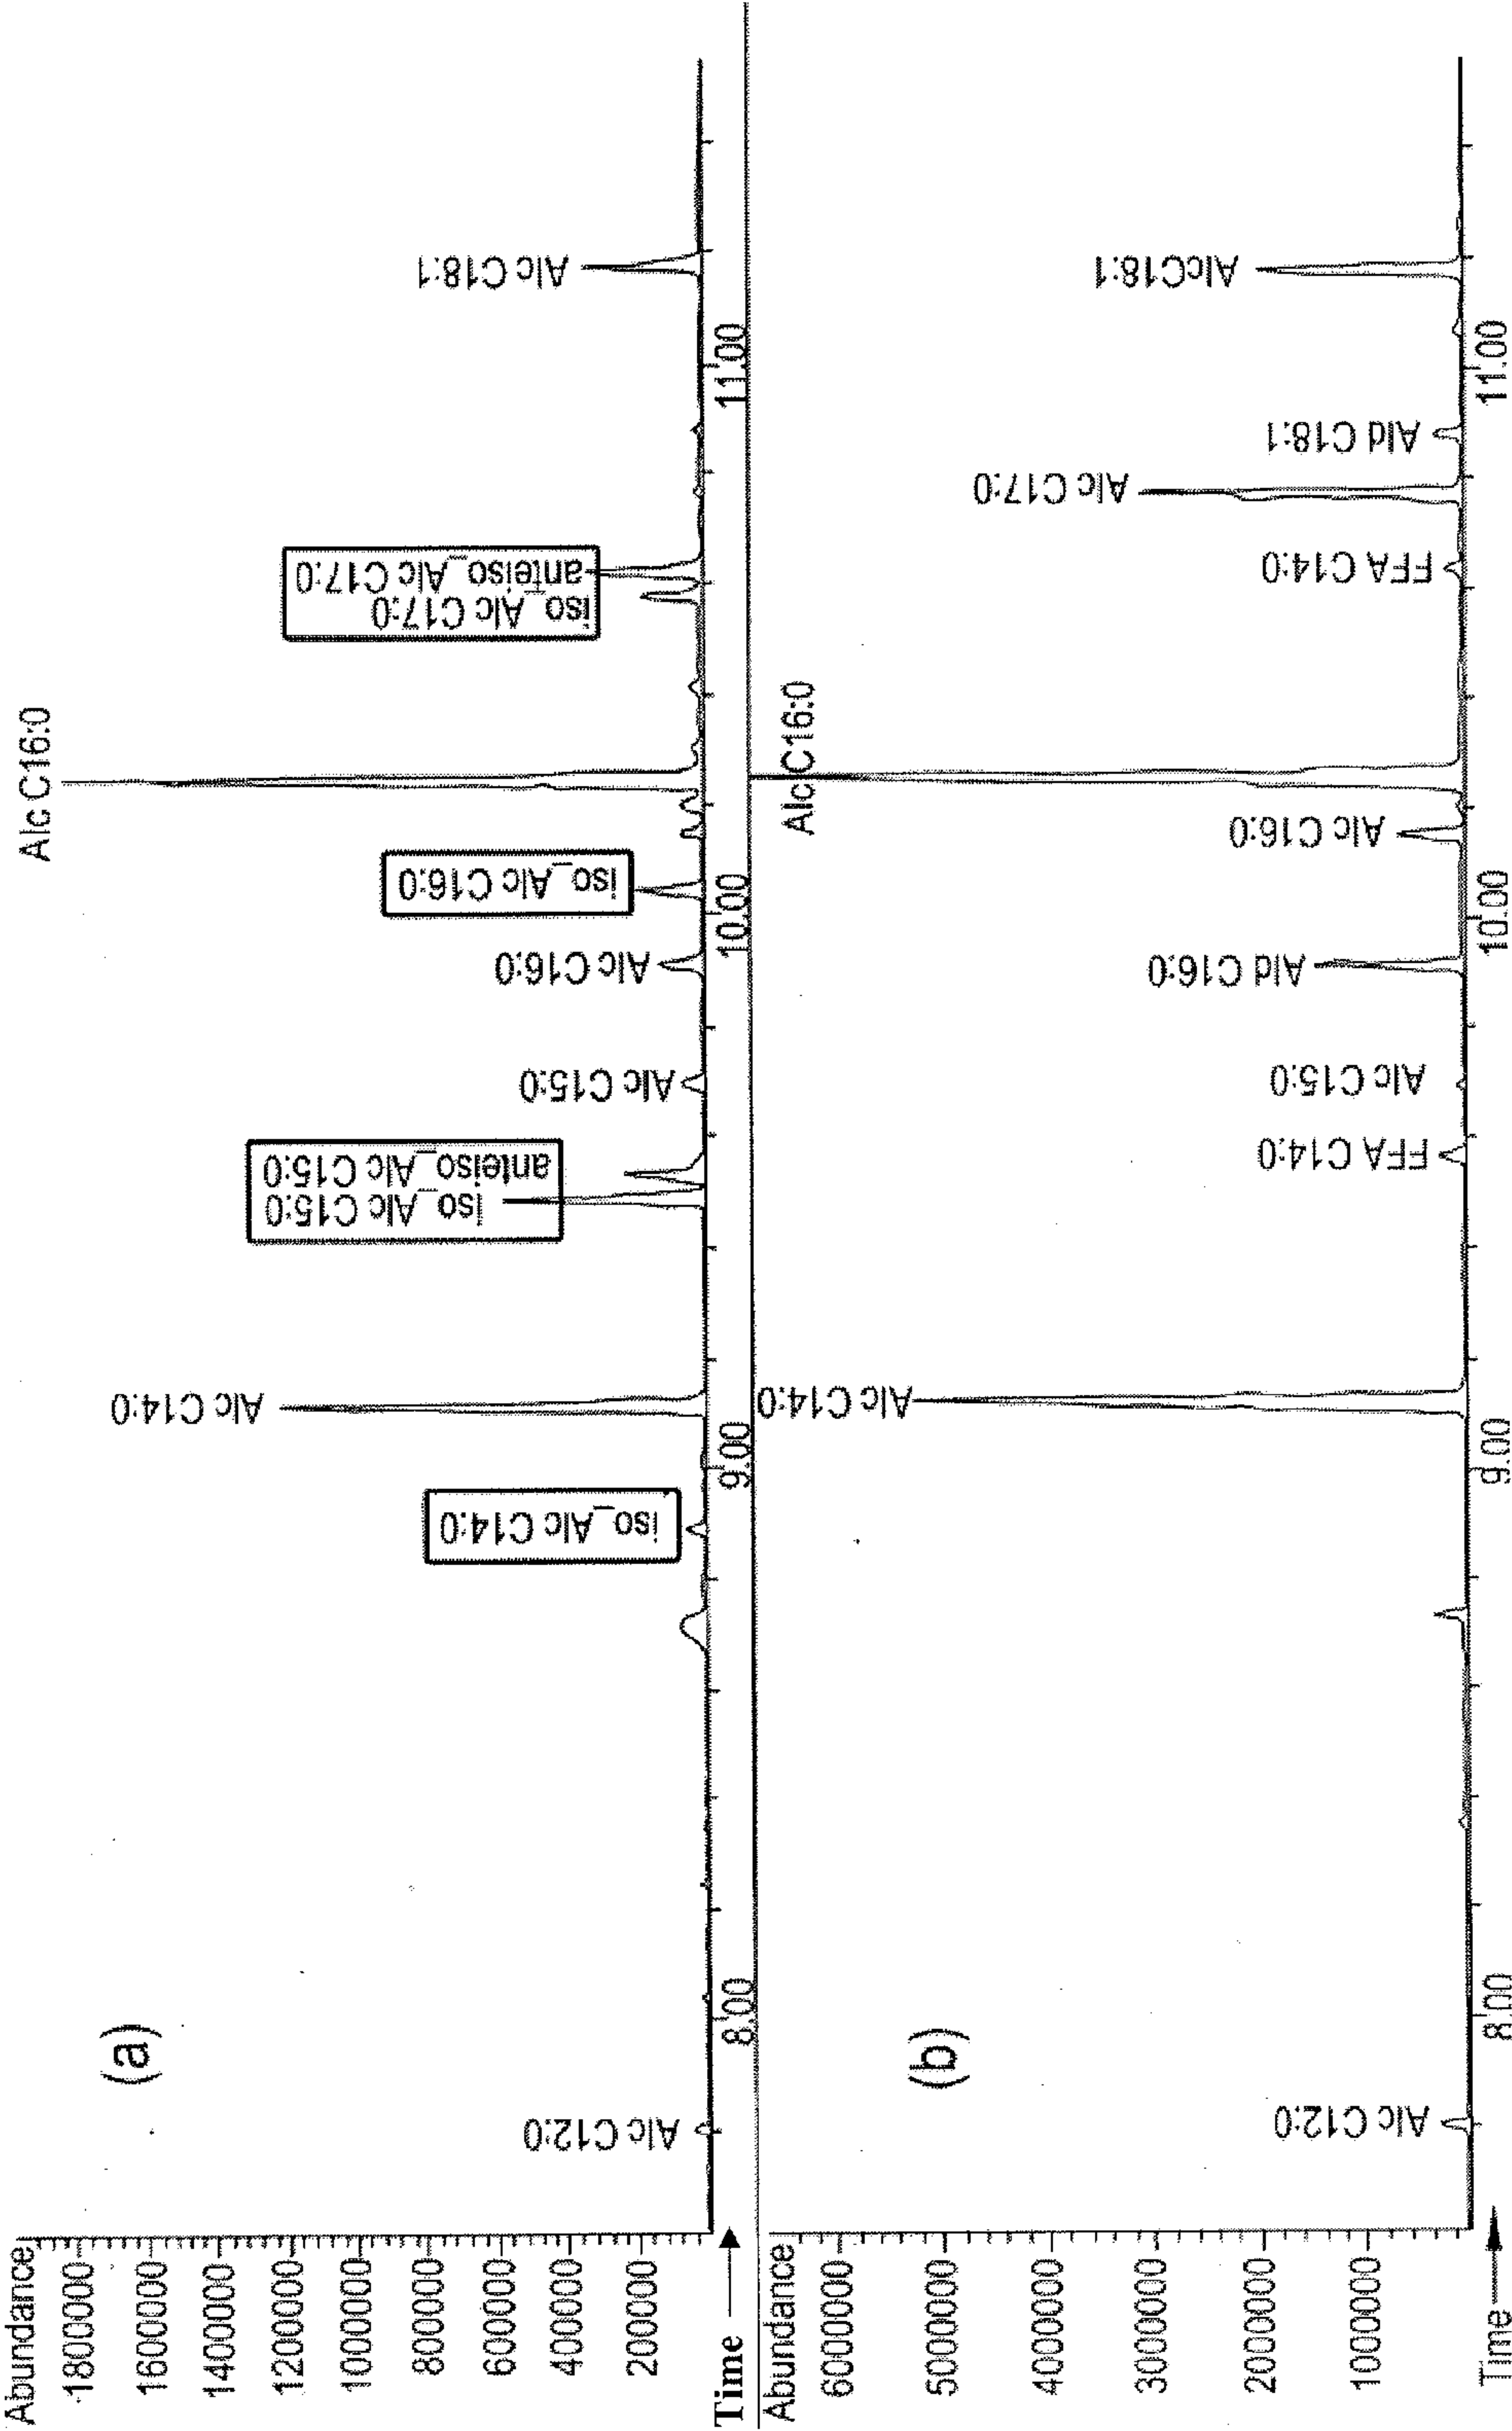 Abundance
1800000
1600000
1400000
1200000
1000000
800000
600000
400000
200000
Time
(a)
Alc C12:0
iso_Alc C14:0
Alc C14:0
iso_Alc C15:0
anteiso_Alc C15:0
Alc C15:0
Alc C16:0
iso_Alc C16:0
Alc C16:0
iso_Alc C17:0
anteiso_Alc C17:0
Alc C18:1
8.00
9.00
10.00
11.00
Abundance
6000000
5000000
4000000
3000000
2000000
1000000
Time
(b)
Alc C12:0
Alc C14:0
FFA C14:0
Alc C15:0
Ald C16:0
Alc C16:0
Alc C16:0
FFA C14:0
Alc C17:0
Ald C18:1
AlcC18:1
8.00
9.00
10.00
11.00